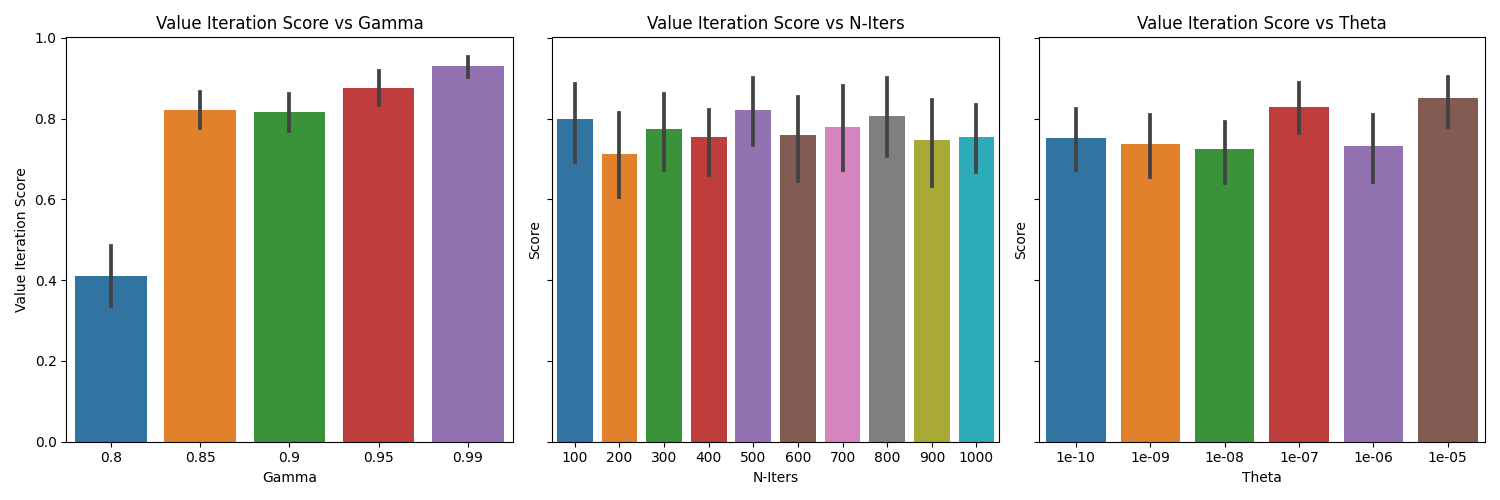 Value Iteration Score vs Gamma
Value Iteration Score
1.0
0.8
0.6
0.4
0.2
0.0
0.8 0.85 0.9 0.95 0.99
Gamma
Value Iteration Score vs N-Iters
Score
100 200 300 400 500 600 700 800 900 1000
N-Iters
Value Iteration Score vs Theta
Score
1e-10 1e-09 1e-08 1e-07 1e-06 1e-05
Theta